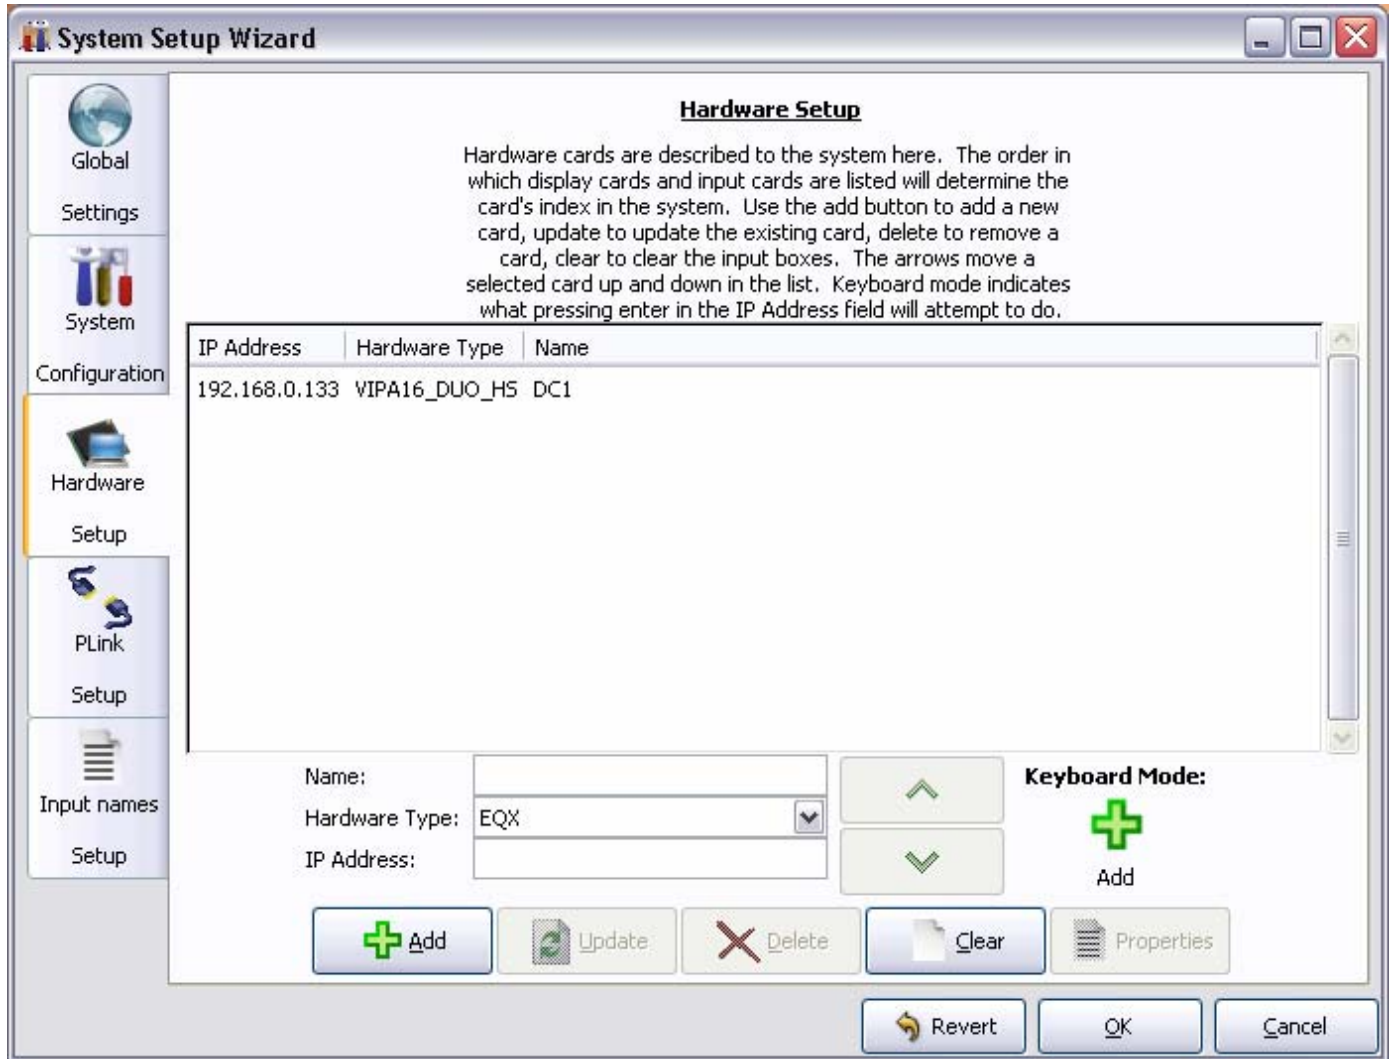 System Setup Wizard
Global
Settings
System
Configuration
Hardware
Setup
PLink
Setup
Input names
Setup
Hardware Setup
Hardware cards are described to the system here. The order in
which display cards and input cards are listed will determine the
card's index in the system. Use the add button to add a new
card, update to update the existing card, delete to remove a
card, clear to clear the input boxes. The arrows move a
selected card up and down in the list. Keyboard mode indicates
what pressing enter in the IP Address field will attempt to do.
IP Address Hardware Type Name
192.168.0.133 VIPA16_DUO_HS DC1
Name:
Hardware Type: EQX
IP Address:
Keyboard Mode:
Add
Add Update Delete Clear Properties
Revert OK Cancel